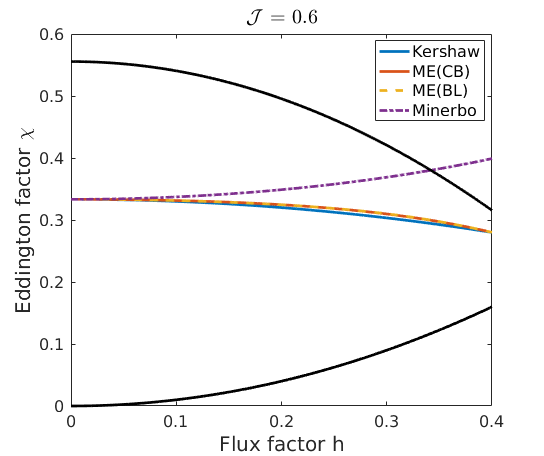 𝒥 = 0.6
Eddington factor χ
0.6
0.5
0.4
0.3
0.2
0.1
0
0 0.1 0.2 0.3 0.4
Flux factor h
Kershaw
ME(CB)
ME(BL)
Minerbo